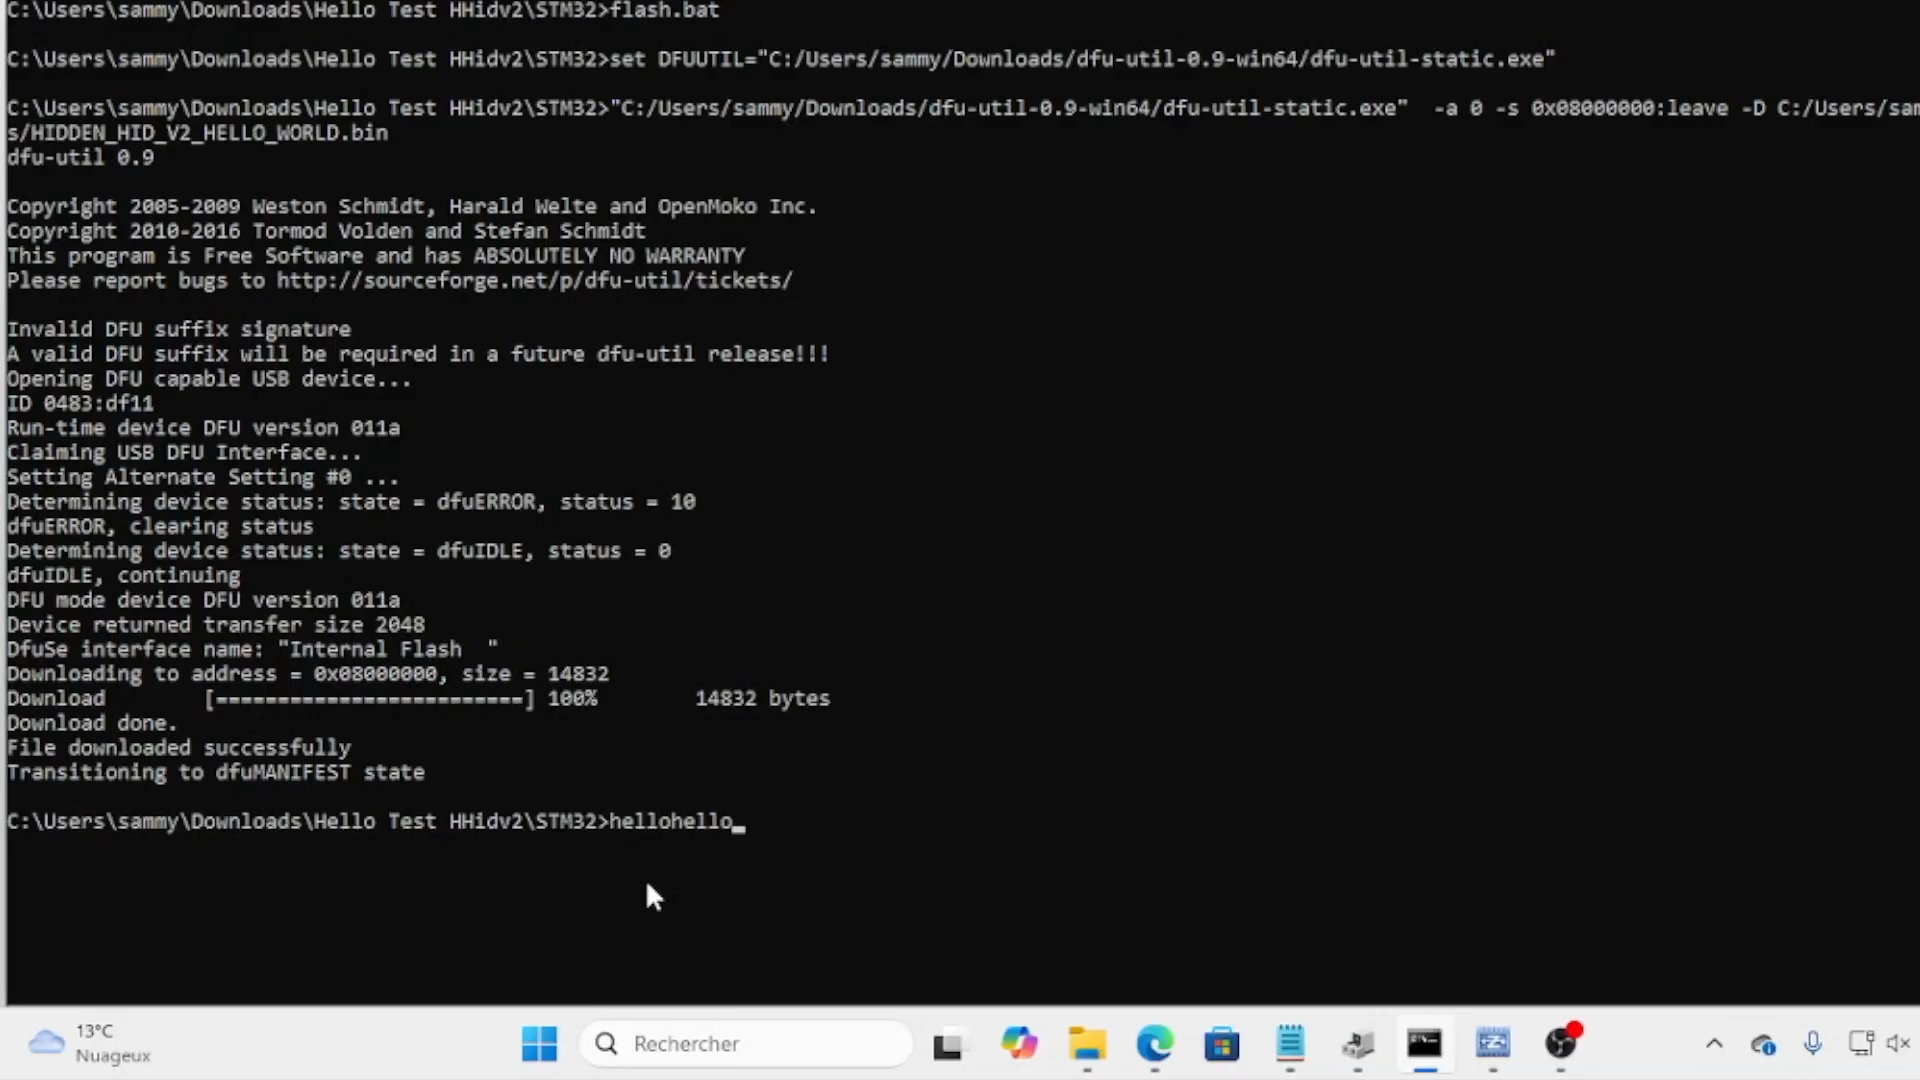 C:\Users\sammy\Downloads\Hello Test HHidv2\STM32>flash.bat
C:\Users\sammy\Downloads\Hello Test HHidv2\STM32>set DFUUTIL="C:/Users/sammy/Downloads/dfu-util-0.9-win64/dfu-util-static.exe"
C:\Users\sammy\Downloads\Hello Test HHidv2\STM32>"C:/Users/sammy/Downloads/dfu-util-0.9-win64/dfu-util-static.exe"  -a 0 -s 0x08000000:leave -D C:/Users/sam
s/HIDDEN_HID_V2_HELLO_WORLD.bin
dfu-util 0.9
Copyright 2005-2009 Weston Schmidt, Harald Welte and OpenMoko Inc.
Copyright 2010-2016 Tormod Volden and Stefan Schmidt
This program is Free Software and has ABSOLUTELY NO WARRANTY
Please report bugs to http://sourceforge.net/p/dfu-util/tickets/
Invalid DFU suffix signature
A valid DFU suffix will be required in a future dfu-util release!!!
Opening DFU capable USB device...
ID 0483:df11
Run-time device DFU version 011a
Claiming USB DFU Interface...
Setting Alternate Setting #0 ...
Determining device status: state = dfuERROR, status = 10
dfuERROR, clearing status
Determining device status: state = dfuIDLE, status = 0
dfuIDLE, continuing
DFU mode device DFU version 011a
Device returned transfer size 2048
DfuSe interface name: "Internal Flash  "
Downloading to address = 0x08000000, size = 14832
Download        [=========================] 100%        14832 bytes
Download done.
File downloaded successfully
Transitioning to dfuMANIFEST state
C:\Users\sammy\Downloads\Hello Test HHidv2\STM32>hellohello_
13°C
Nuageux
Rechercher